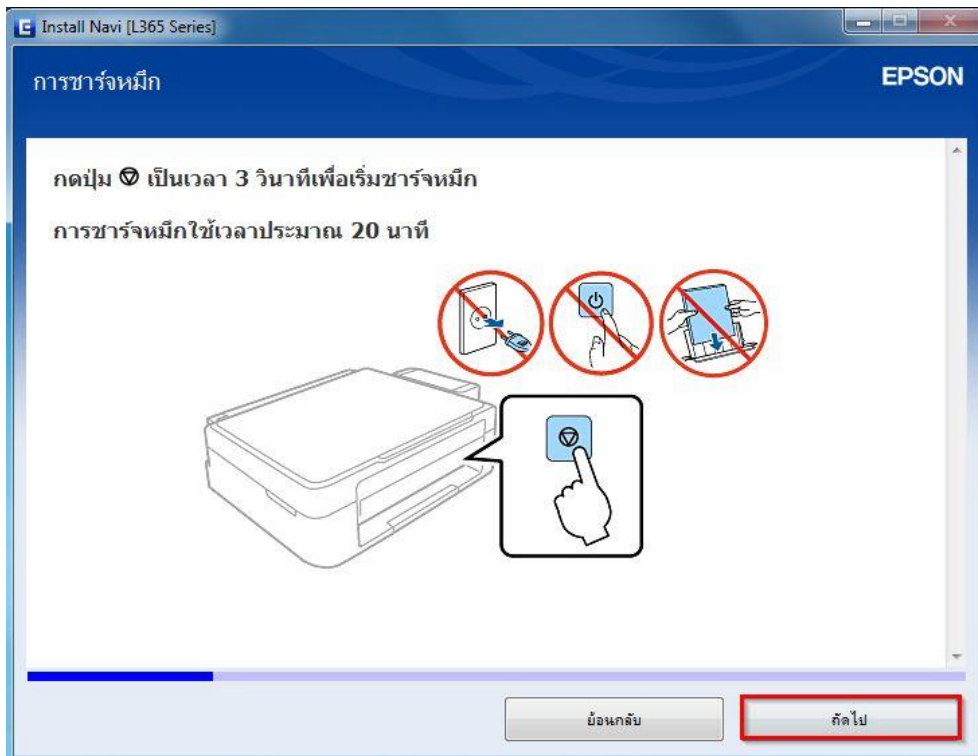 Install Navi [L365 Series]
การชาร์จหมึก
EPSON
กดปุ่ม เป็นเวลา 3 วินาทีเพื่อเริ่มชาร์จหมึก
การชาร์จหมึกใช้เวลาประมาณ 20 นาที
ย้อนกลับ
ถัดไป